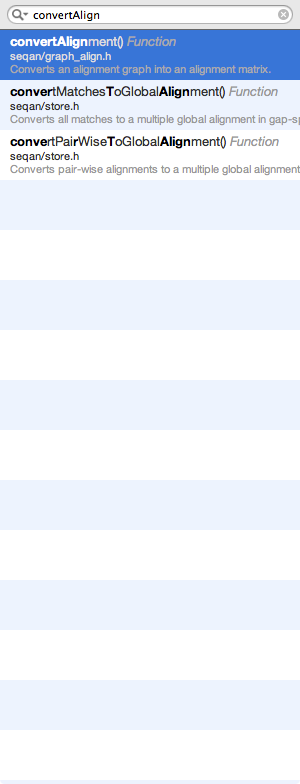 convertAlign
convertAlignment() Function
seqan/graph_align.h
Converts an alignment graph into an alignment matrix.
convertMatchesToGlobalAlignment() Function
seqan/store.h
Converts all matches to a multiple global alignment in gap-sp
convertPairWiseToGlobalAlignment() Function
seqan/store.h
Converts pair-wise alignments to a multiple global alignment